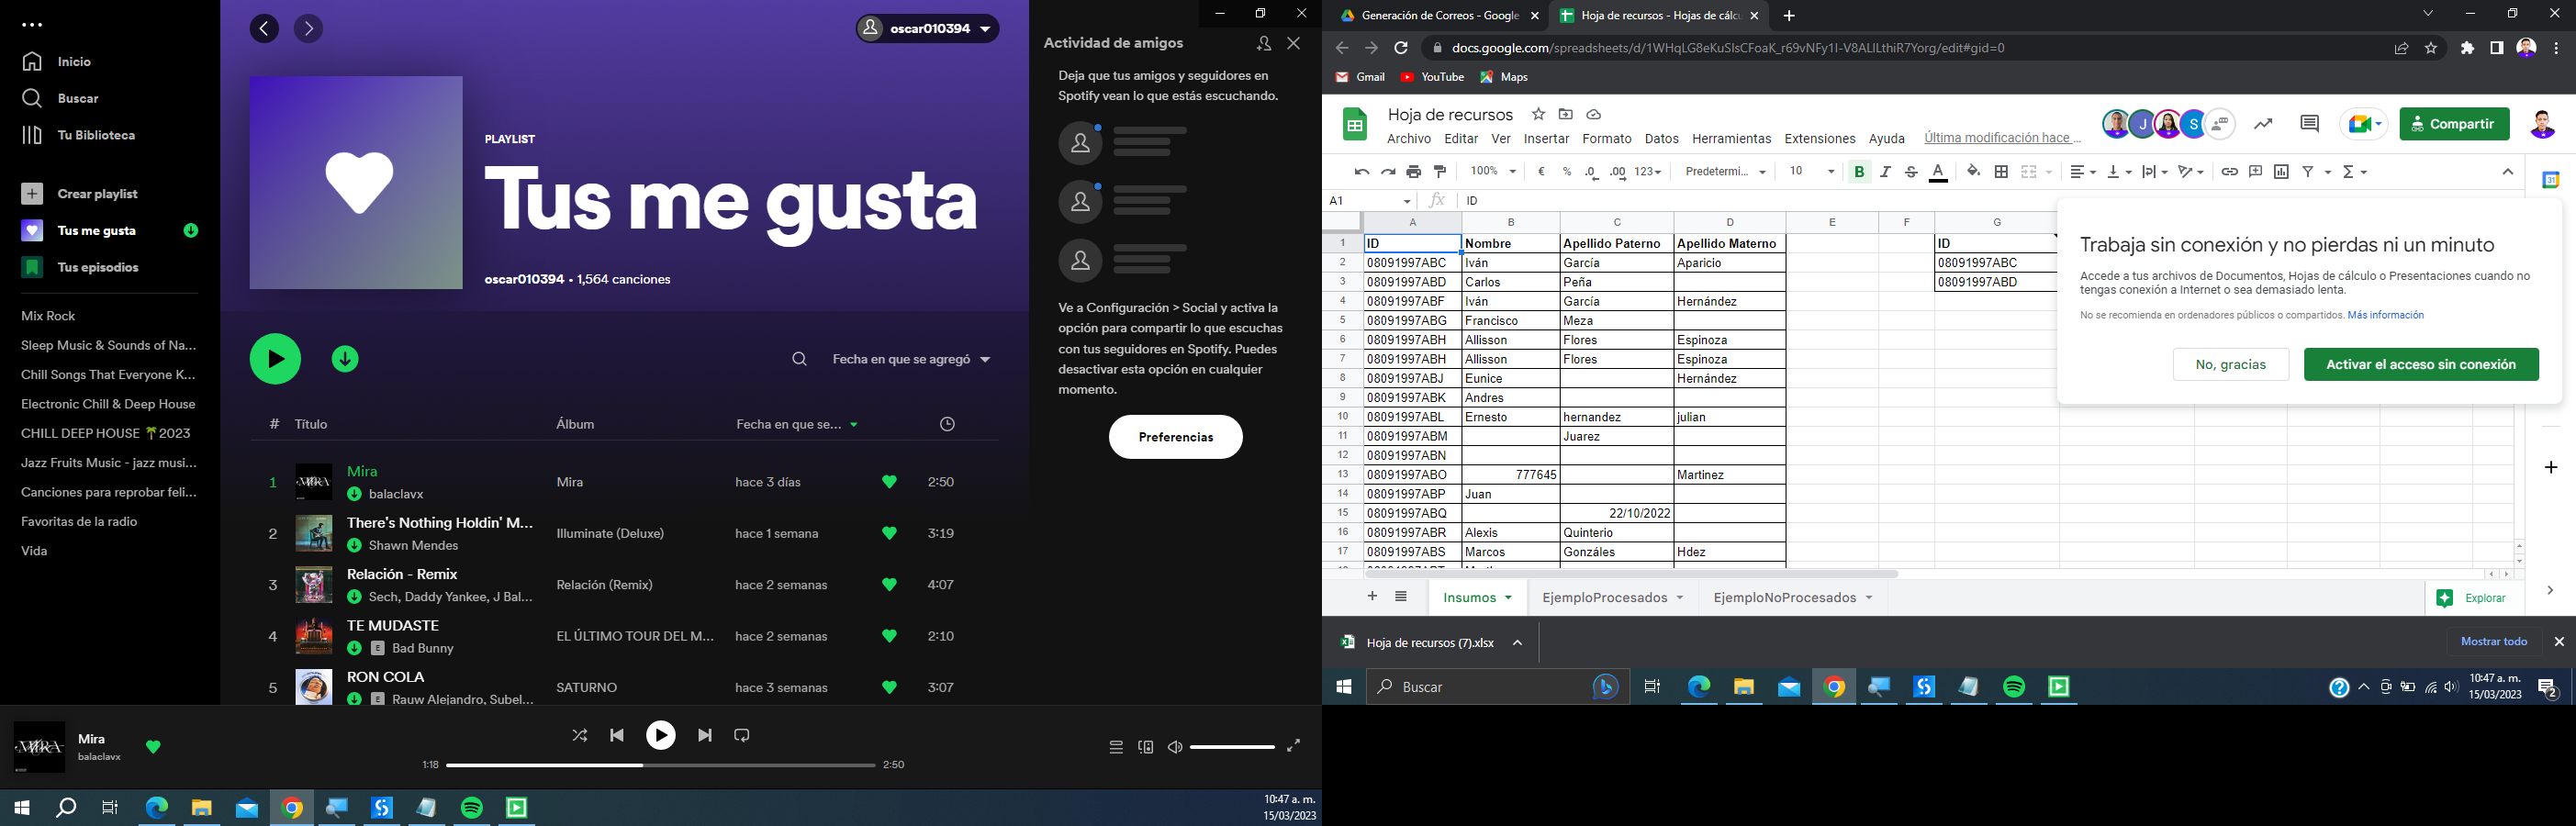 Inicio
Buscar
Tu Biblioteca
Crear playlist
Tus me gusta
Tus episodios
Mix Rock
Sleep Music & Sounds of Na...
Chill Songs That Everyone K...
Electronic Chill & Deep House
CHILL DEEP HOUSE 🌴2023
Jazz Fruits Music - jazz musi...
Canciones para reprobar feli...
Favoritas de la radio
Vida
oscar010394
PLAYLIST
Tus me gusta
oscar010394 • 1,564 canciones
Fecha en que se agregó
# Título Álbum Fecha en que se...
1 Mira Mira hace 3 días 2:50
balaclavx
2 There's Nothing Holdin' M... Illuminate (Deluxe) hace 1 semana 3:19
Shawn Mendes
3 Relación - Remix Relación (Remix) hace 2 semanas 4:07
Sech, Daddy Yankee, J Bal...
4 TE MUDASTE EL ÚLTIMO TOUR DEL M... hace 2 semanas 2:10
E Bad Bunny
5 RON COLA SATURNO hace 3 semanas 3:07
E Rauw Alejandro, Subel...
Actividad de amigos
Deja que tus amigos y seguidores en
Spotify vean lo que estás escuchando.
Ve a Configuración > Social y activa la
opción para compartir lo que escuchas
con tus seguidores en Spotify. Puedes
desactivar esta opción en cualquier
momento.
Preferencias
MIRA
Mira
balaclavx
1:18 2:50
10:47 a. m.
15/03/2023
Generación de Correos - Google
Hoja de recursos - Hojas de cálcu
docs.google.com/spreadsheets/d/1WHqLG8eKuSIsCFoaK_r69vNFy1I-V8ALILthiR7Yorg/edit#gid=0
Gmail YouTube Maps
Hoja de recursos
Archivo Editar Ver Insertar Formato Datos Herramientas Extensiones Ayuda Última modificación hace ...
J S
Compartir
100% € % .0 .00 123 Predetermi... 10 B I S A
31
A1 fx ID
A B C D E F G
1 ID Nombre Apellido Paterno Apellido Materno ID
2 08091997ABC Iván García Aparicio 08091997ABC
3 08091997ABD Carlos Peña 08091997ABD
4 08091997ABF Iván García Hernández
5 08091997ABG Francisco Meza
6 08091997ABH Allisson Flores Espinoza
7 08091997ABH Allisson Flores Espinoza
8 08091997ABJ Eunice Hernández
9 08091997ABK Andres
10 08091997ABL Ernesto hernandez julian
11 08091997ABM Juarez
12 08091997ABN
13 08091997ABO 777645 Martinez
14 08091997ABP Juan
15 08091997ABQ 22/10/2022
16 08091997ABR Alexis Quinterio
17 08091997ABS Marcos Gonzáles Hdez
Trabaja sin conexión y no pierdas ni un minuto
Accede a tus archivos de Documentos, Hojas de cálculo o Presentaciones cuando no
tengas conexión a Internet o sea demasiado lenta.
No se recomienda en ordenadores públicos o compartidos. Más información
No, gracias
Activar el acceso sin conexión
Insumos EjemploProcesados EjemploNoProcesados
Explorar
Hoja de recursos (7).xlsx
Mostrar todo
Buscar
10:47 a. m.
15/03/2023
2